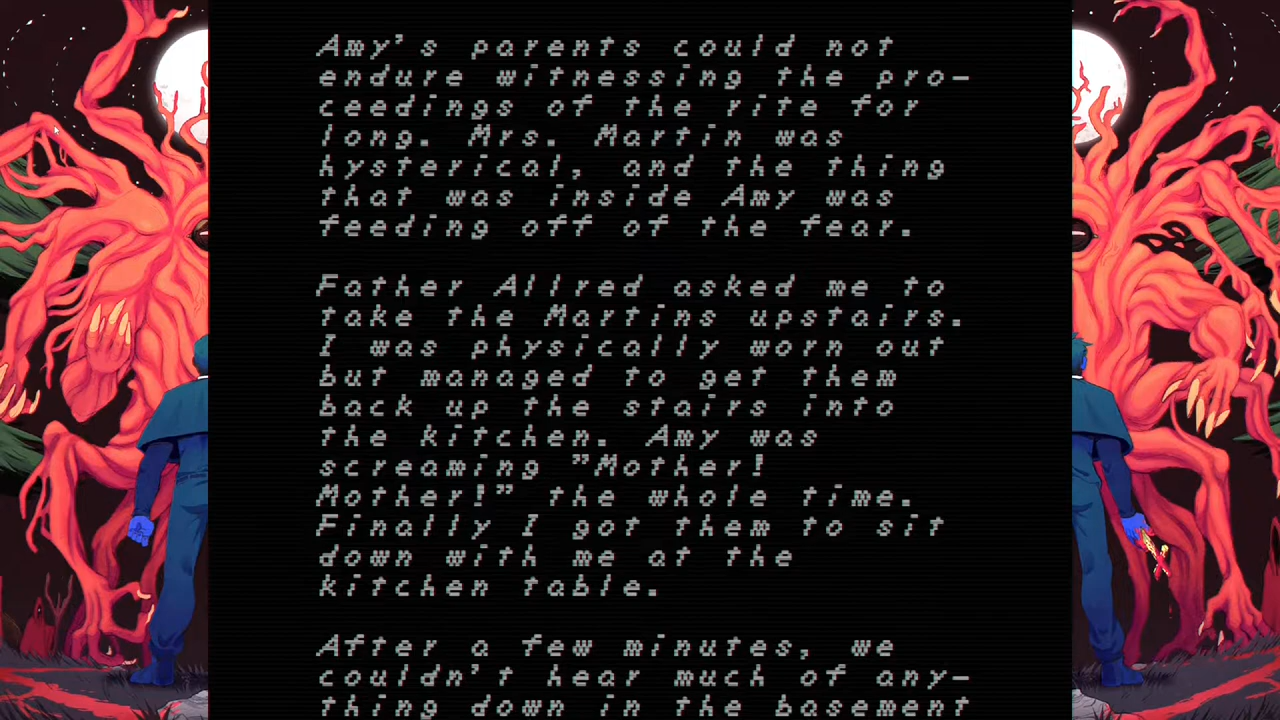 Amy's parents could not
endure witnessing the pro-
ceedings of the rite for
long. Mrs. Martin was
hysterical, and the thing
that was inside Amy was
feeding off of the fear.
Father Allred asked me to
take the Martins upstairs.
I was physically worn out
but managed to get them
back up the stairs into
the kitchen. Amy was
screaming "Mother!
Mother!" the whole time.
Finally I got them to sit
down with me at the
kitchen table.
After a few minutes, we
couldn't hear much of any-
thing down in the basement